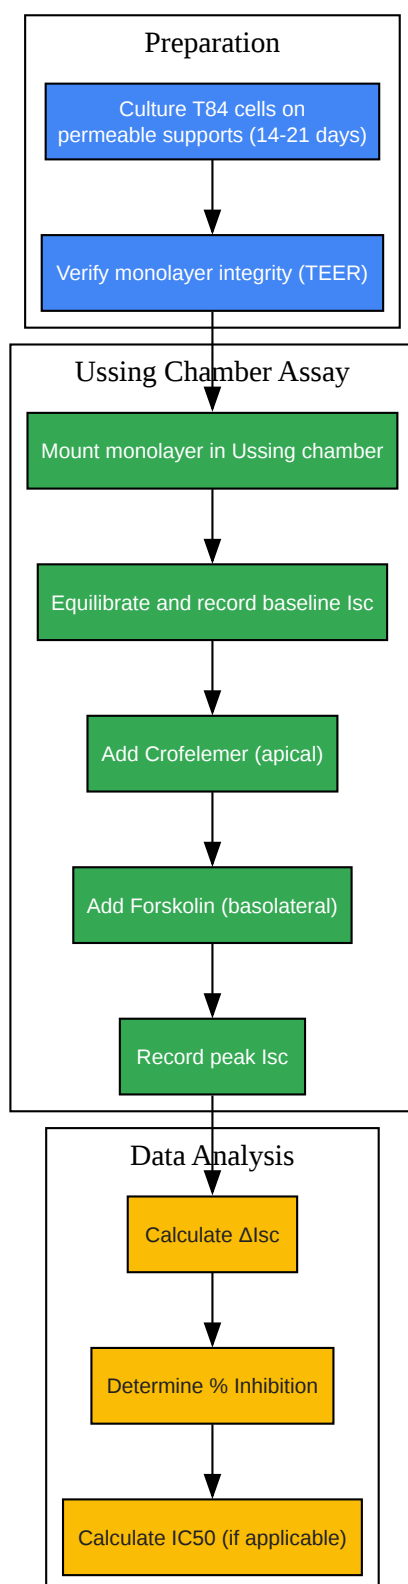 Preparation
Culture T84 cells on
permeable supports (14-21 days)
Verify monolayer integrity (TEER)
Ussing Chamber Assay
Mount monolayer in Ussing chamber
Equilibrate and record baseline Isc
Add Crofelemer (apical)
Add Forskolin (basolateral)
Record peak Isc
Data Analysis
Calculate ΔIsc
Determine % Inhibition
Calculate IC50 (if applicable)